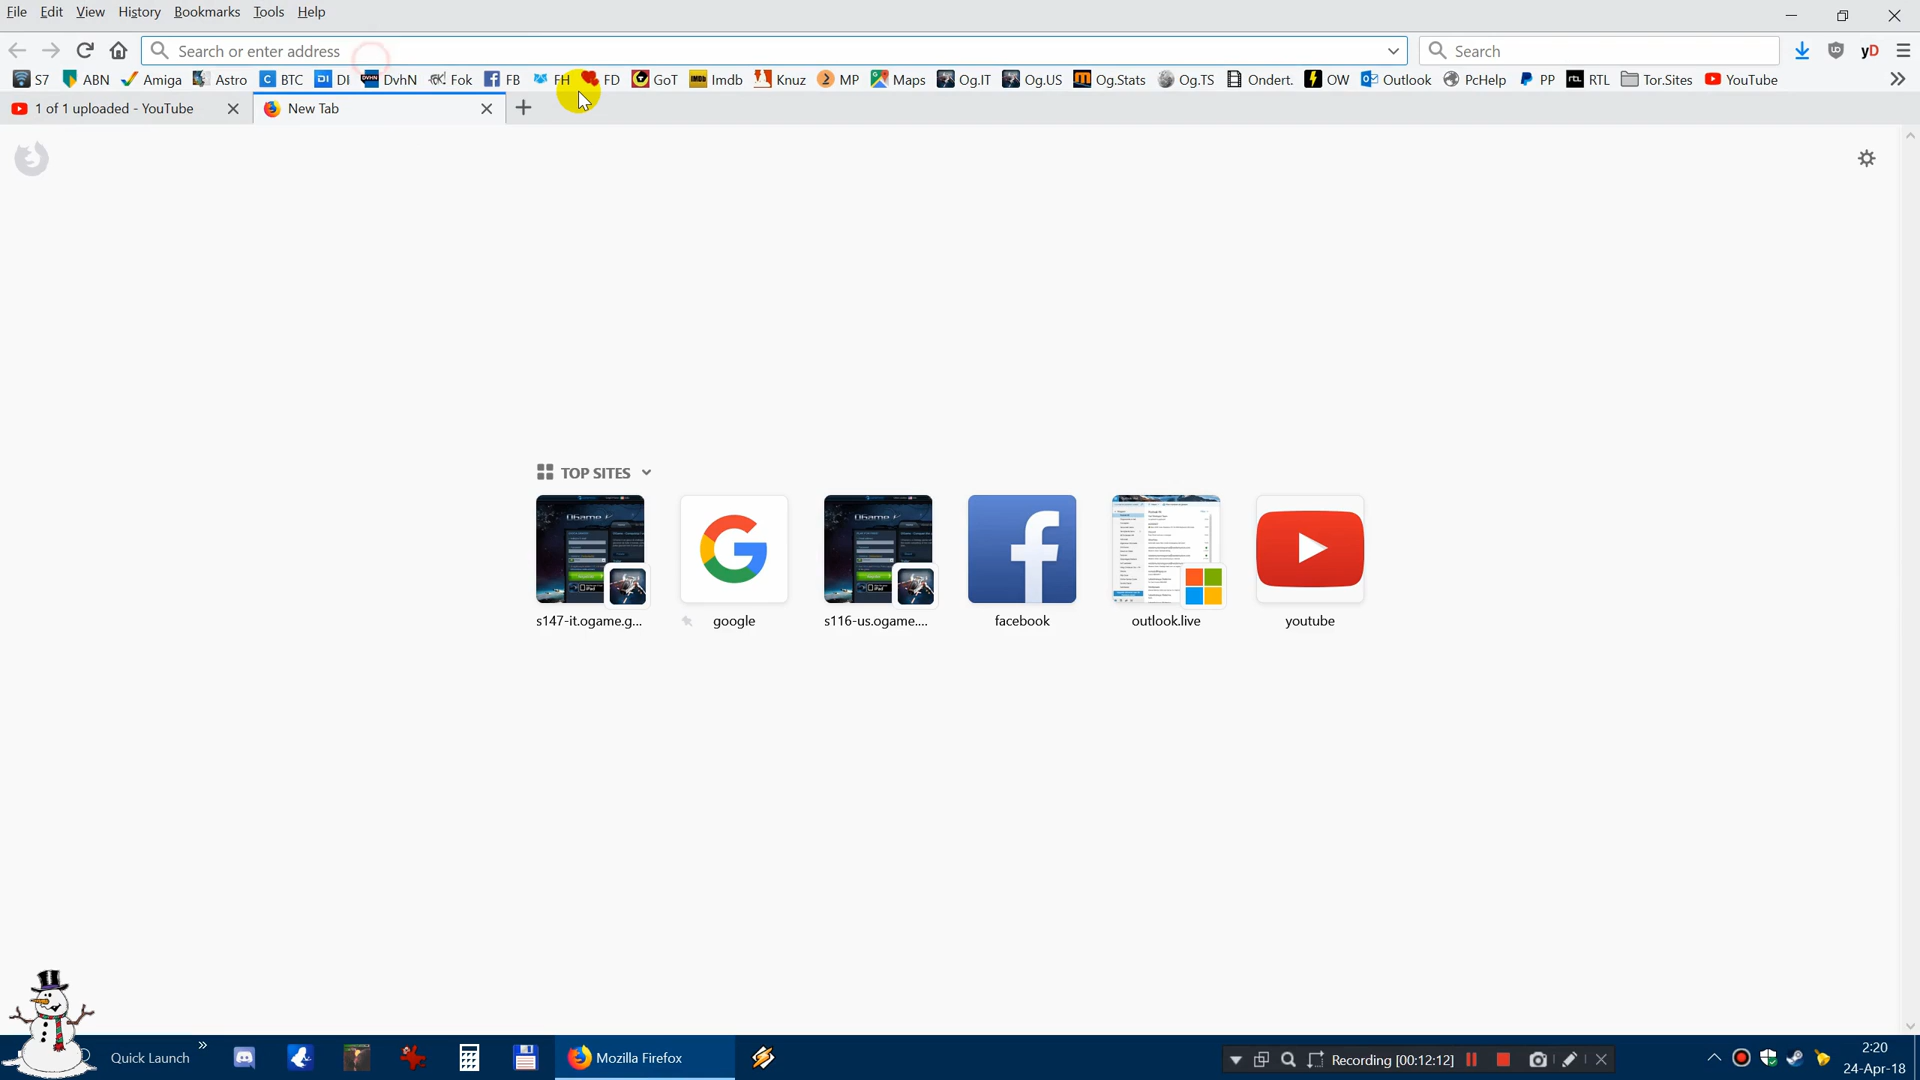 File Edit View History Bookmarks Tools Help
Search or enter address
Search
S7 ABN Amiga Astro BTC DI DvhN Fok FB FH FD GoT Imdb Knuz MP Maps Og.IT Og.US Og.Stats Og.TS Ondert. OW Outlook PcHelp PP RTL Tor.Sites YouTube
1 of 1 uploaded - YouTube
New Tab
TOP SITES
s147-it.ogame.g... google s116-us.ogame.... facebook outlook.live youtube
Quick Launch
Mozilla Firefox
Recording [00:12:12]
2:20
24-Apr-18